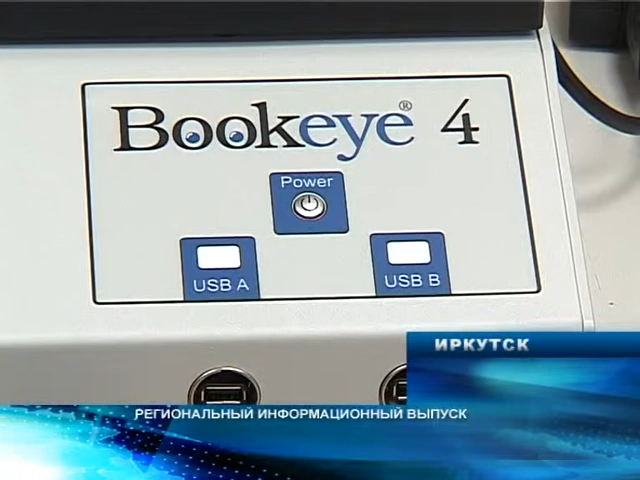 Bookeye® 4
Power
USB A
USB B
ИРКУТСК
РЕГИОНАЛЬНЫЙ ИНФОРМАЦИОННЫЙ ВЫПУСК